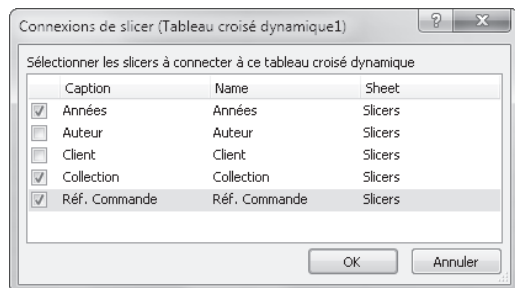 Connexions de slicer (Tableau croisé dynamique1)
? X
Sélectionner les slicers à connecter à ce tableau croisé dynamique
Caption Name Sheet
Années Années Slicers
Auteur Auteur Slicers
Client Client Slicers
Collection Collection Slicers
Réf. Commande Réf. Commande Slicers
OK Annuler